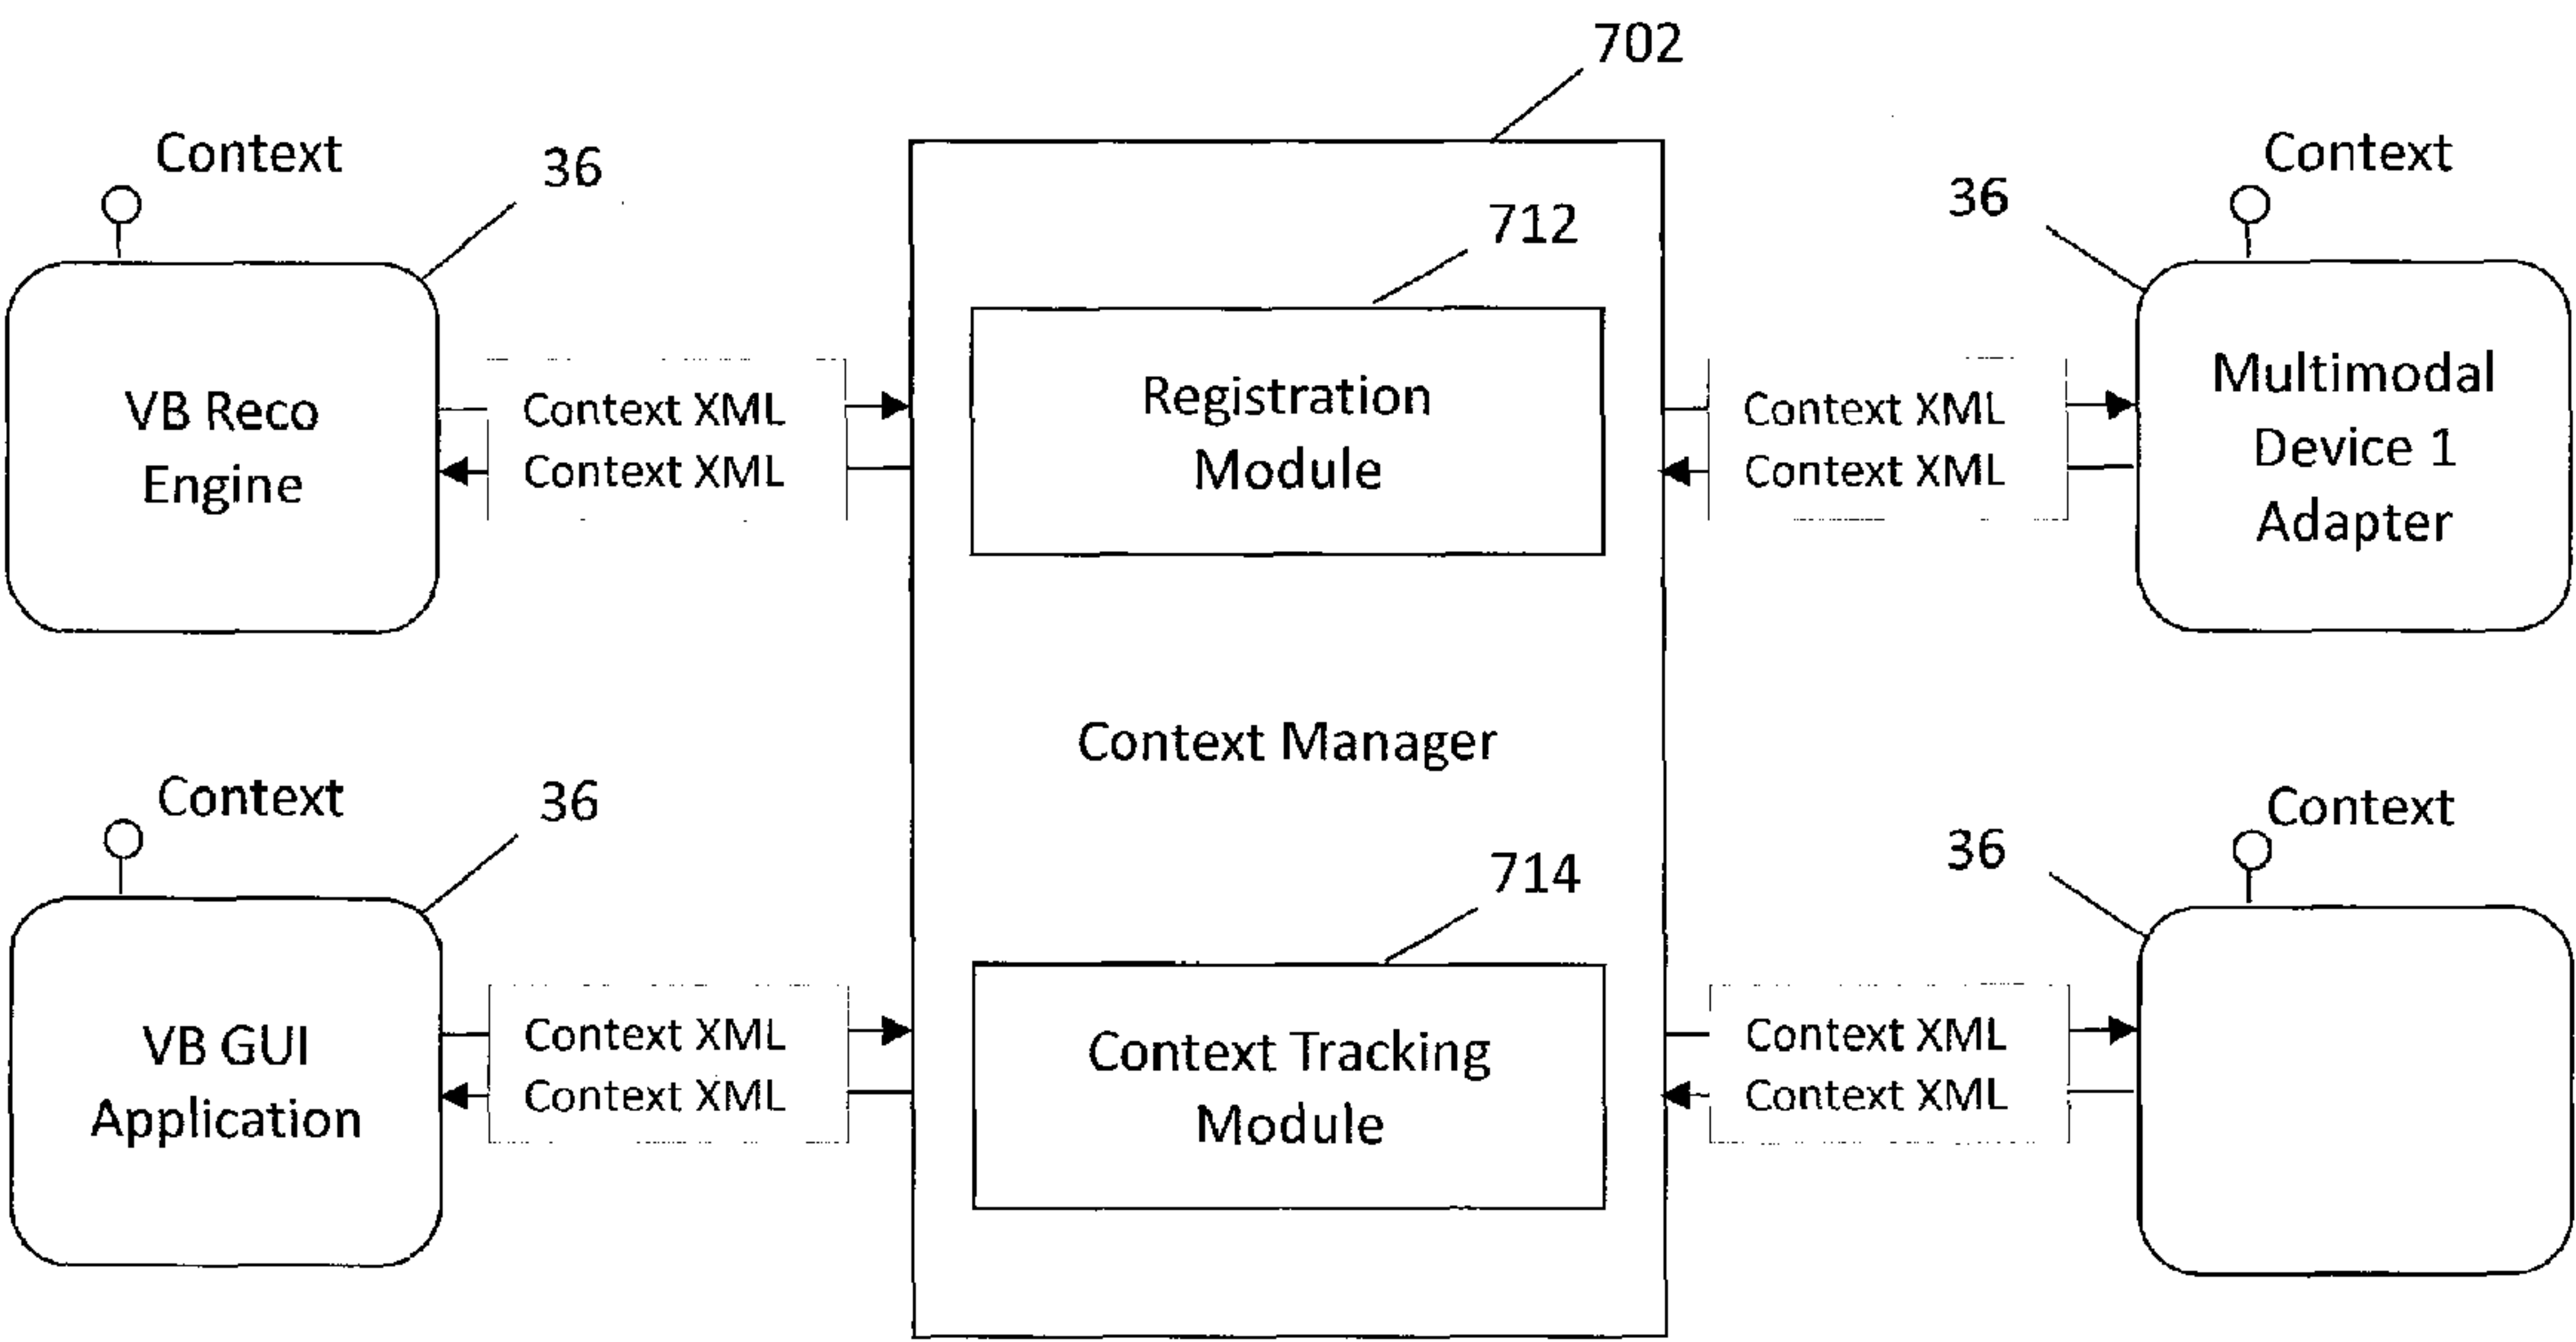 702
Context
36
712
36
Context
VB Reco
Engine
Context XML
Context XML
Registration
Module
Context XML
Context XML
Multimodal
Device 1
Adapter
Context Manager
Context
36
714
36
Context
VB GUI
Application
Context XML
Context XML
Context Tracking
Module
Context XML
Context XML